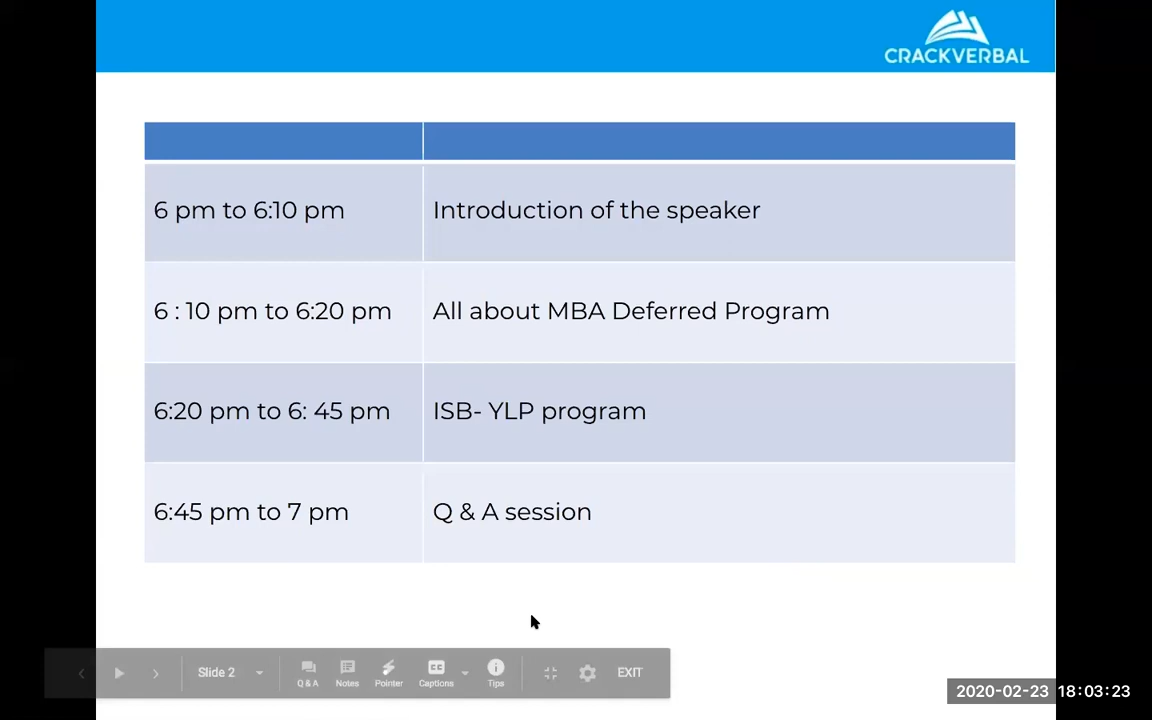 CRACKVERBAL
6 pm to 6:10 pm Introduction of the speaker
6 : 10 pm to 6:20 pm All about MBA Deferred Program
6:20 pm to 6: 45 pm ISB- YLP program
6:45 pm to 7 pm Q & A session
Slide 2 Q & A Notes Pointer CC Captions Tips EXIT
2020-02-23 18:03:23